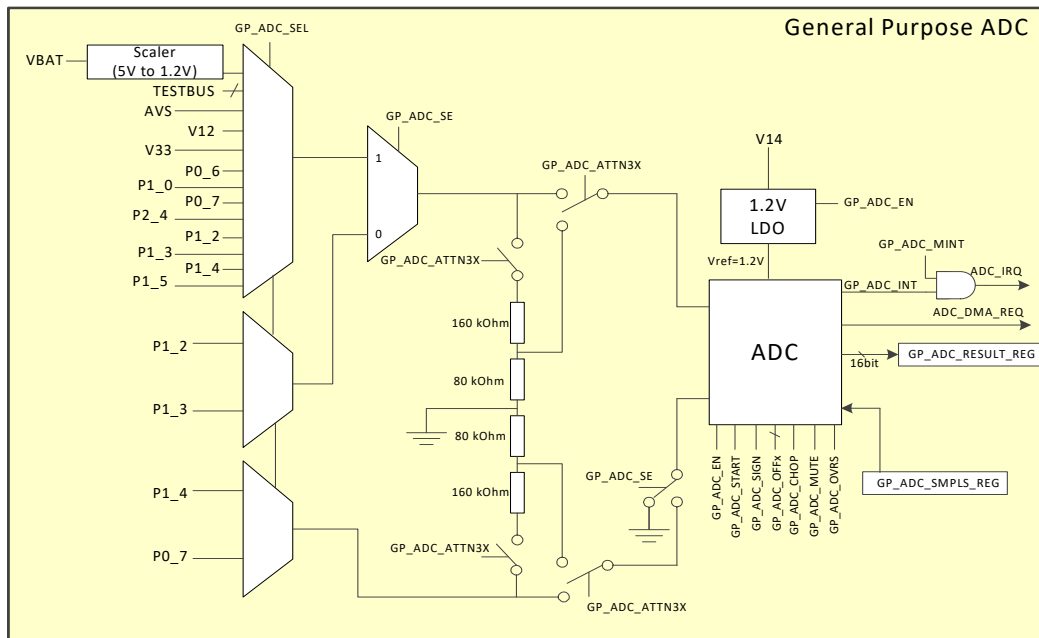 General Purpose ADC
GP_ADC_SEL
VBAT
Scaler
(5V to 1.2V)
TESTBUS
AVS
V12
V33
P0_6
P1_0
P0_7
P2_4
P1_2
P1_3
P1_4
P1_5
GP_ADC_SE
1
0
GP_ADC_ATTN3X
V14
1.2V
LDO
GP_ADC_EN
Vref=1.2V
GP_ADC_MINT
GP_ADC_INT
ADC_IRQ
ADC_DMA_REQ
ADC
16bit
GP_ADC_RESULT_REG
GP_ADC_SMPLS_REG
GP_ADC_ATTN3X
160 kOhm
80 kOhm
80 kOhm
160 kOhm
P1_2
P1_3
P1_4
P0_7
GP_ADC_SE
GP_ADC_EN
GP_ADC_START
GP_ADC_SIGN
GP_ADC_OFFx
GP_ADC_CHOP
GP_ADC_MUTE
GP_ADC_OVRS
GP_ADC_ATTN3X
GP_ADC_ATTN3X